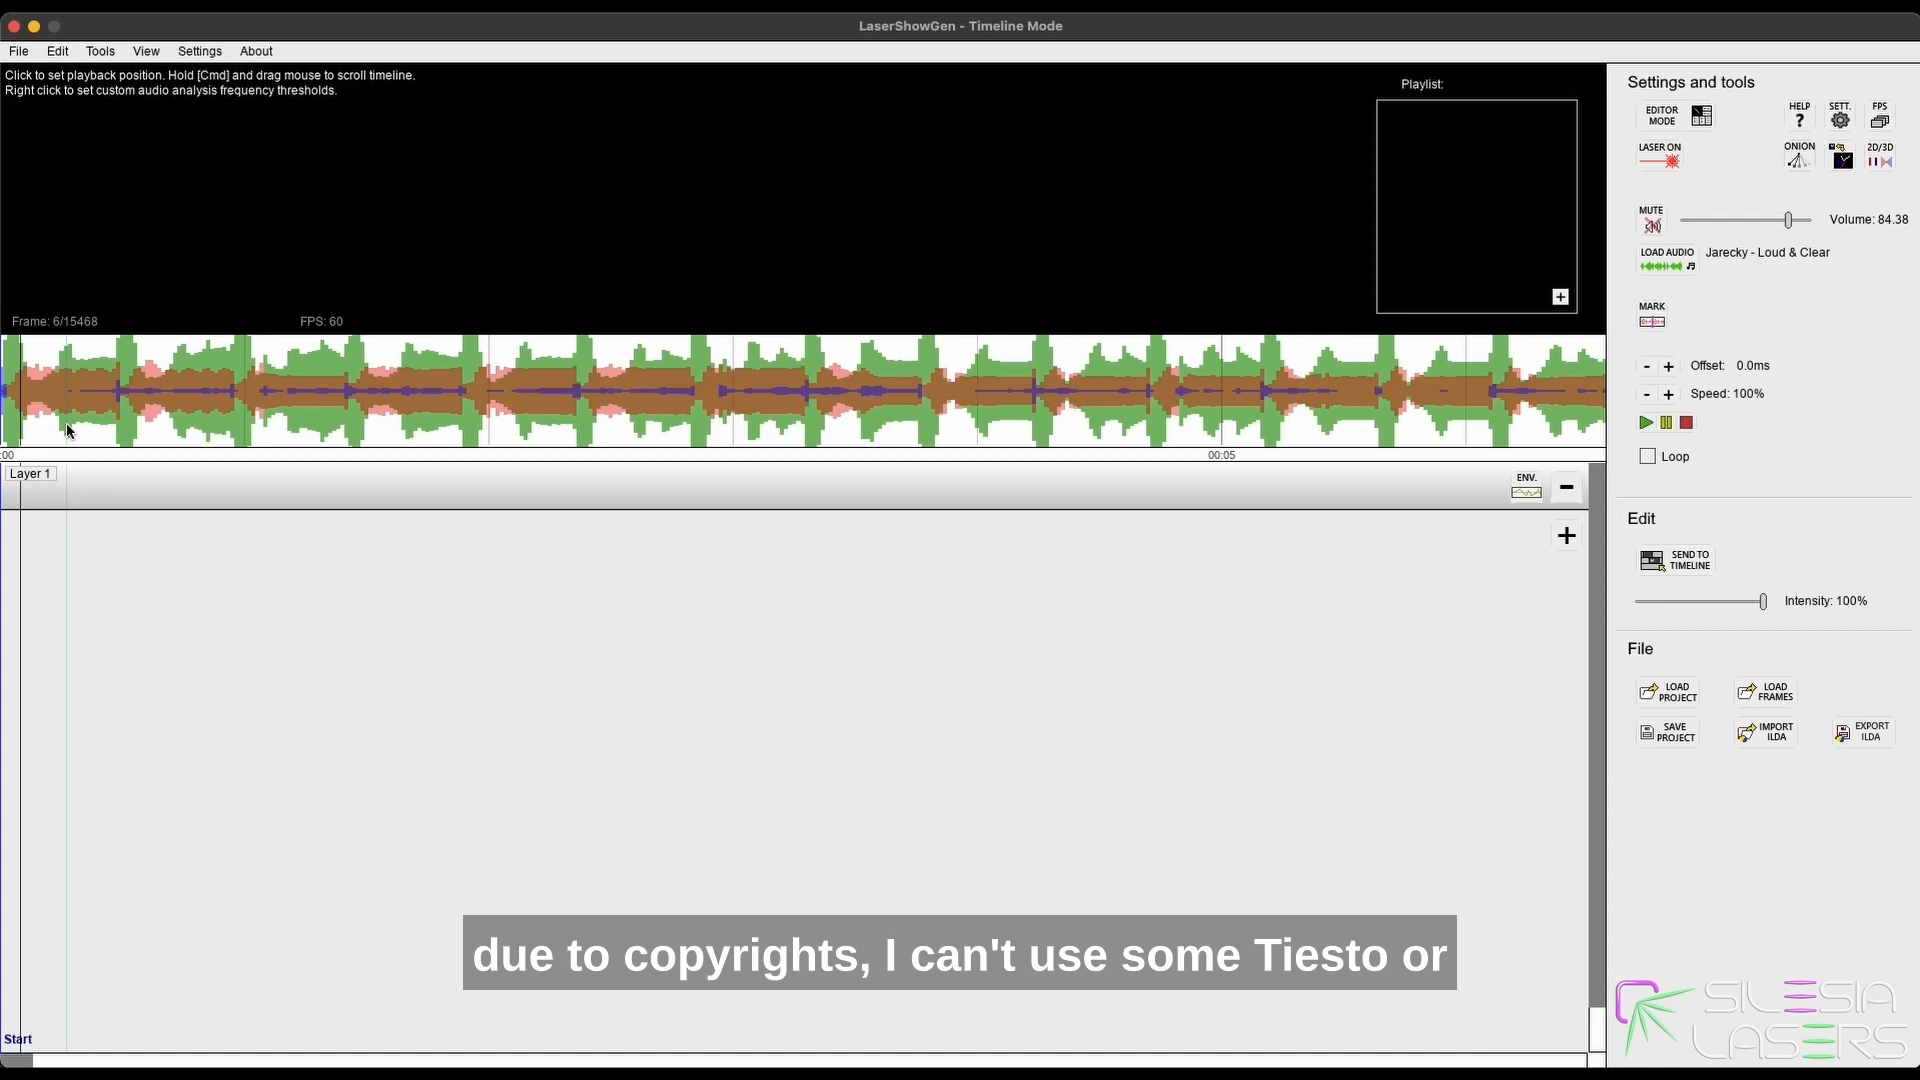 LaserShowGen - Timeline Mode
File Edit Tools View Settings About
Click to set playback position. Hold [Cmd] and drag mouse to scroll timeline.
Right click to set custom audio analysis frequency thresholds.
Playlist:
+
Frame: 6/15468
FPS: 60
:00
00:05
Layer 1
ENV.
-
+
Start
due to copyrights, I can't use some Tiesto or
Settings and tools
EDITOR
MODE
HELP
?
SETT.
FPS
LASER ON
ONION
2D/3D
MUTE
Volume: 84.38
LOAD AUDIO
Jarecky - Loud & Clear
MARK
- + Offset: 0.0ms
- + Speed: 100%
Loop
Edit
SEND TO
TIMELINE
Intensity: 100%
File
LOAD
PROJECT
LOAD
FRAMES
SAVE
PROJECT
IMPORT
ILDA
EXPORT
ILDA
SILESIA
LASERS